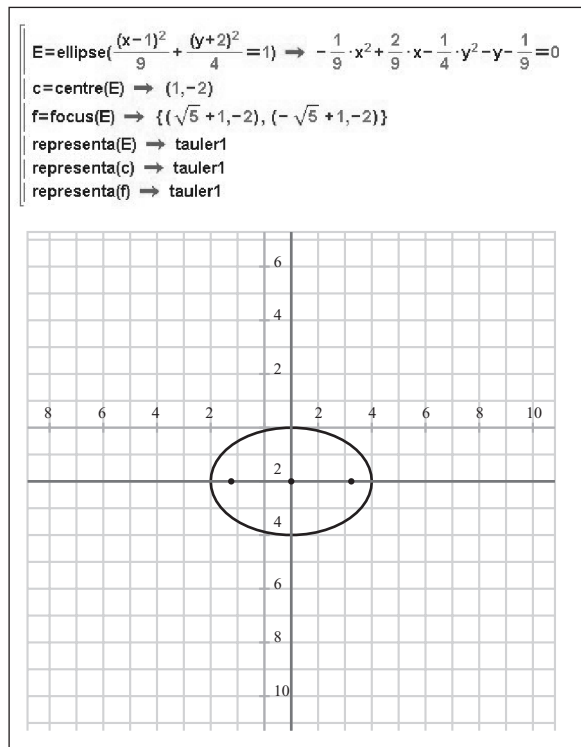 E=ellipse((x-1)²/9 + (y+2)²/4 = 1) ➞ -1/9·x²+2/9·x-1/4·y²-y-1/9=0
c=centre(E) ➞ (1,-2)
f=focus(E) ➞ {(√5+1,-2), (-√5+1,-2)}
representa(E) ➞ tauler1
representa(c) ➞ tauler1
representa(f) ➞ tauler1
6
4
2
8 6 4 2 2 4 6 8 10
2
4
6
8
10